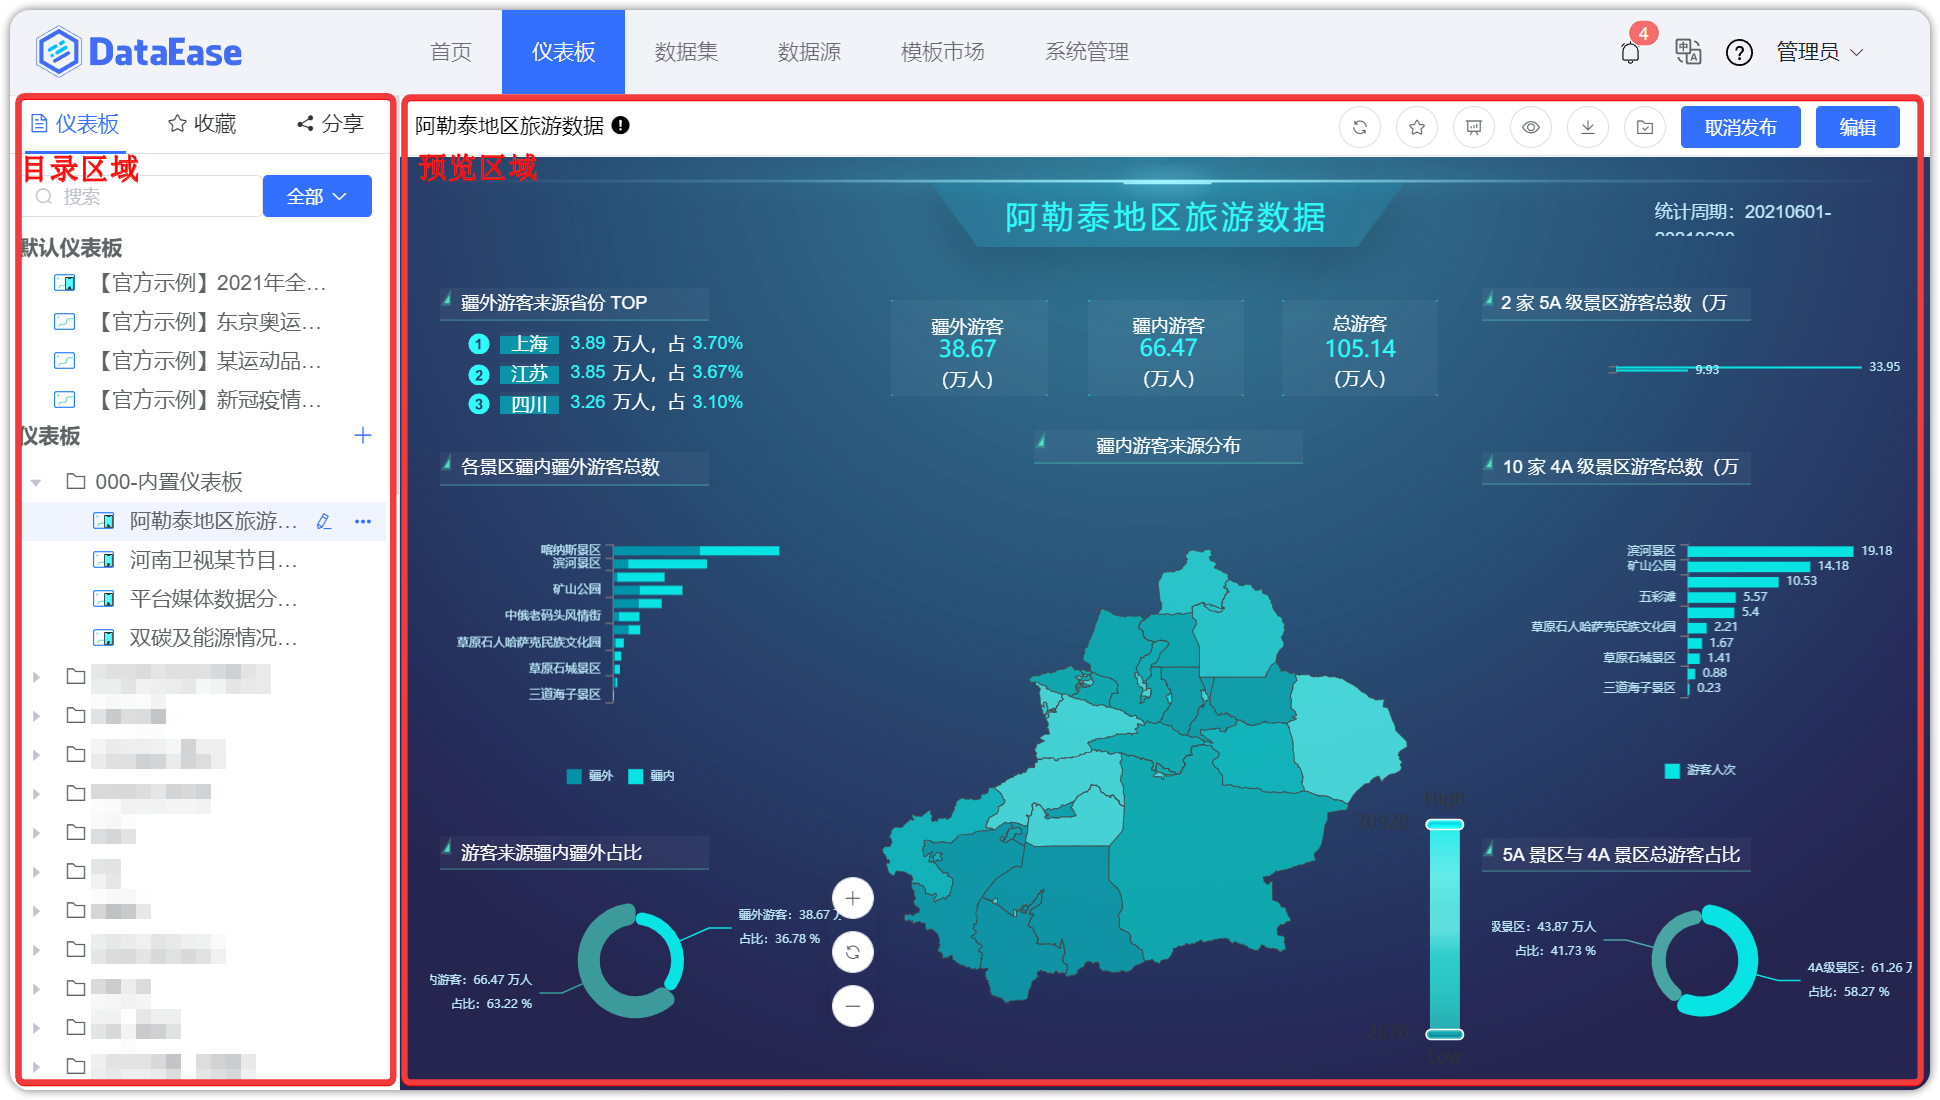 DataEase
首页
仪表板
数据集
数据源
模板市场
系统管理
4
管理员
仪表板
收藏
分享
目录区域
搜索
全部
默认仪表板
【官方示例】2021年全...
【官方示例】东京奥运...
【官方示例】某运动品...
【官方示例】新冠疫情...
仪表板
000-内置仪表板
阿勒泰地区旅游...
河南卫视某节目...
平台媒体数据分...
双碳及能源情况...
阿勒泰地区旅游数据
取消发布
编辑
预览区域
阿勒泰地区旅游数据
统计周期：20210601-
疆外游客来源省份 TOP
1 上海 3.89 万人，占 3.70%
2 江苏 3.85 万人，占 3.67%
3 四川 3.26 万人，占 3.10%
疆外游客
38.67
(万人)
疆内游客
66.47
(万人)
总游客
105.14
(万人)
2 家 5A 级景区游客总数（万
33.95
9.93
各景区疆内疆外游客总数
喀纳斯景区
滨河景区
矿山公园
中俄老码头风情街
草原石人哈萨克民族文化园
草原石城景区
三道海子景区
疆外
疆内
疆内游客来源分布
High
70920
2676
Low
10 家 4A 级景区游客总数（万
滨河景区 19.18
矿山公园 14.18
10.53
五彩滩 5.57
5.4
草原石人哈萨克民族文化园 2.21
1.67
草原石城景区 1.41
0.88
三道海子景区 0.23
游客人次
游客来源疆内疆外占比
疆外游客：38.67
占比：36.78 %
内游客：66.47 万人
占比：63.22 %
5A 景区与 4A 景区总游客占比
级景区：43.87 万人
占比：41.73 %
4A级景区：61.26
占比：58.27 %